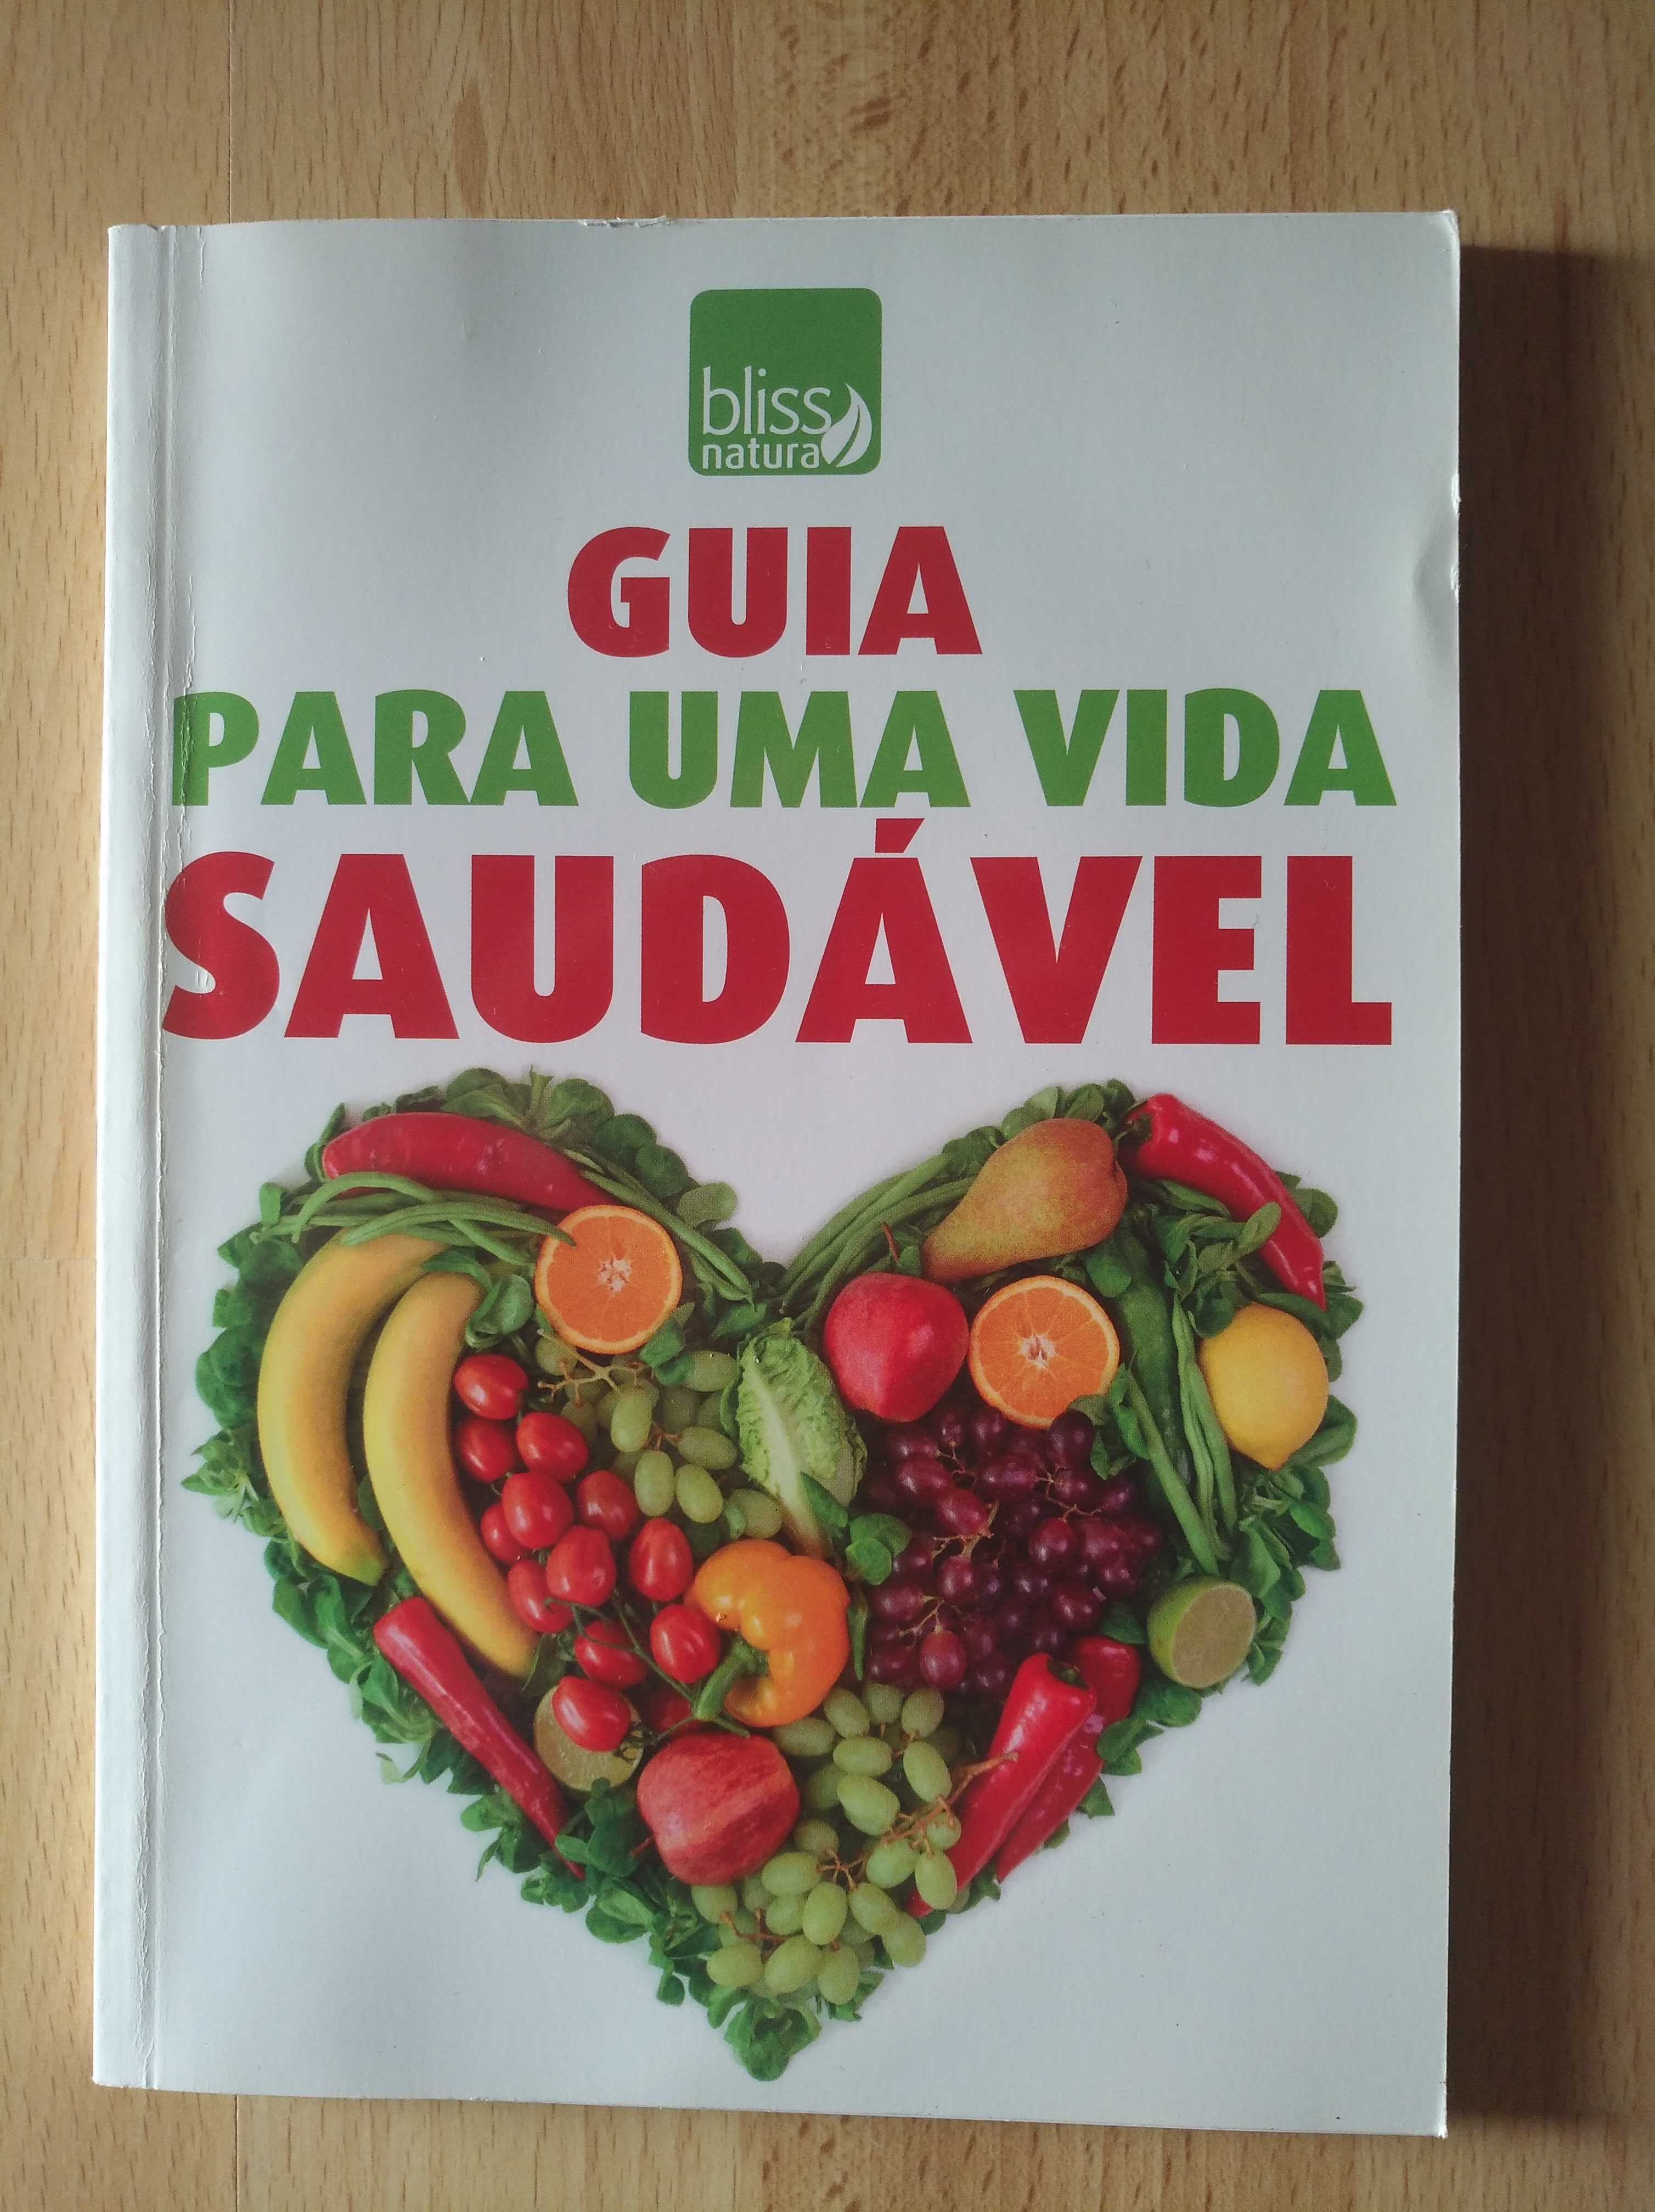 bliss
natura
GUIA
PARA UMA VIDA
SAUDÁVEL